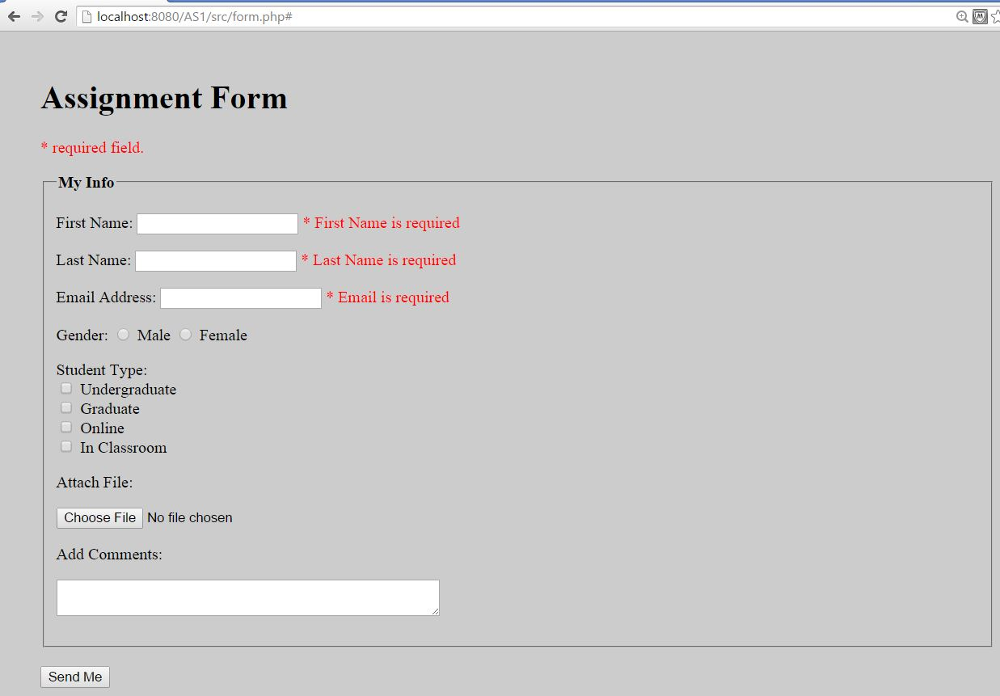 localhost:8080/AS1/src/form.php#
Assignment Form
* required field.
My Info
First Name: * First Name is required
Last Name: * Last Name is required
Email Address: * Email is required
Gender: Male Female
Student Type:
Undergraduate
Graduate
Online
In Classroom
Attach File:
Choose File No file chosen
Add Comments:
Send Me